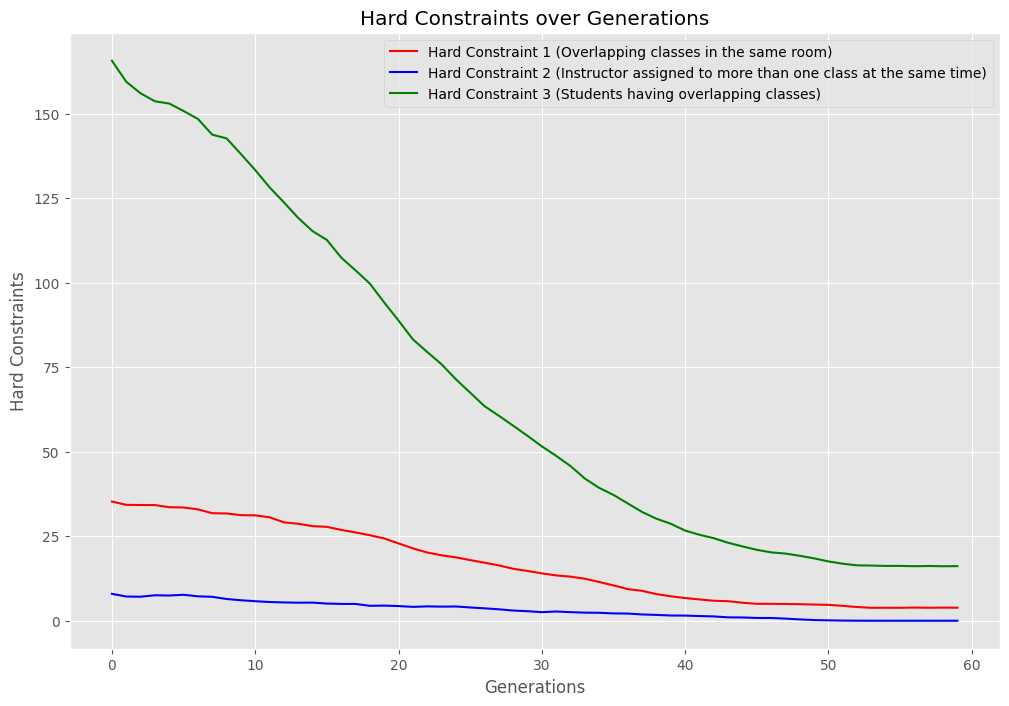 Hard Constraints over Generations
Hard Constraint 1 (Overlapping classes in the same room)
Hard Constraint 2 (Instructor assigned to more than one class at the same time)
Hard Constraint 3 (Students having overlapping classes)
Hard Constraints
150
125
100
75
50
25
0
0 10 20 30 40 50 60
Generations